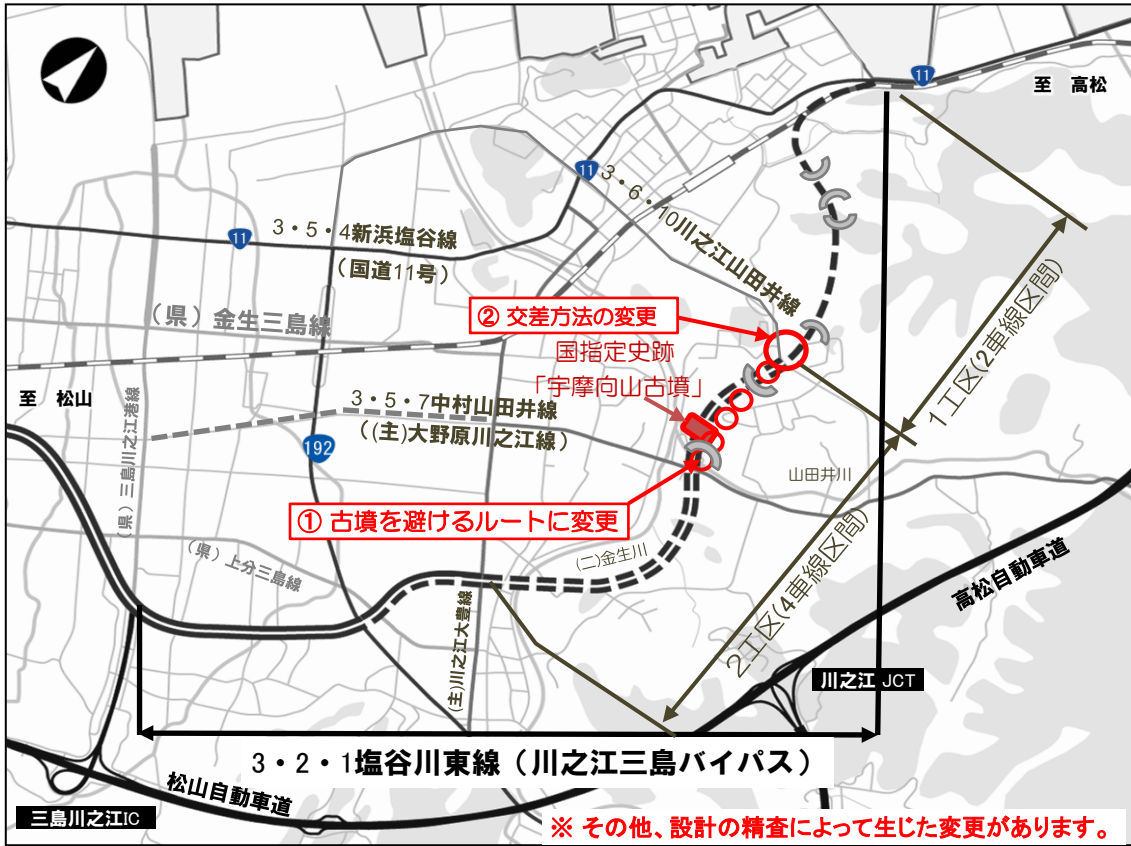 11
至 高松
11
3・6・10川之江山田井線
3・5・4新浜塩谷線
(国道11号)
11
(県)金生三島線
② 交差方法の変更
国指定史跡
「宇摩向山古墳」
1工区(2車線区間)
至 松山
3・5・7中村山田井線
((主)大野原川之江線)
192
山田井川
(県)三島川之江港線
① 古墳を避けるルートに変更
(県)上分三島線
(二)金生川
高松自動車道
2工区(4車線区間)
(主)川之江大豊線
川之江JCT
3・2・1塩谷川東線(川之江三島バイパス)
松山自動車道
三島川之江IC
※ その他、設計の精査によって生じた変更があります。